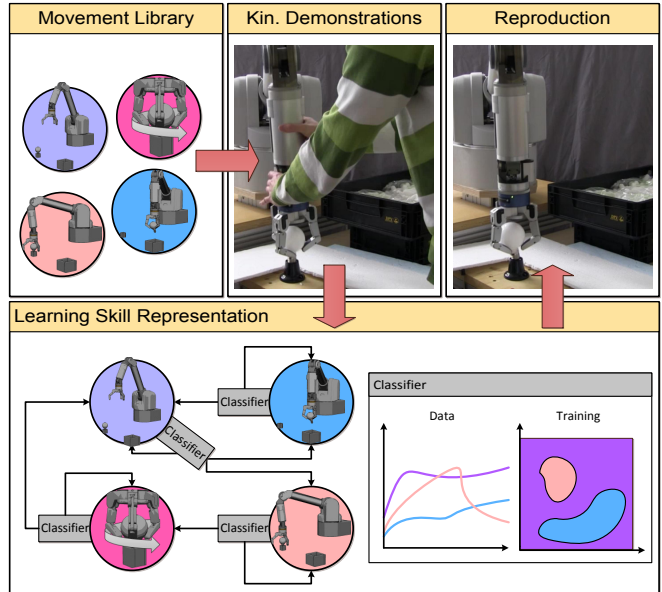 Movement Library
Kin. Demonstrations
Reproduction
Learning Skill Representation
Classifier
Classifier
Classifier
Classifier
Classifier
Data
Training